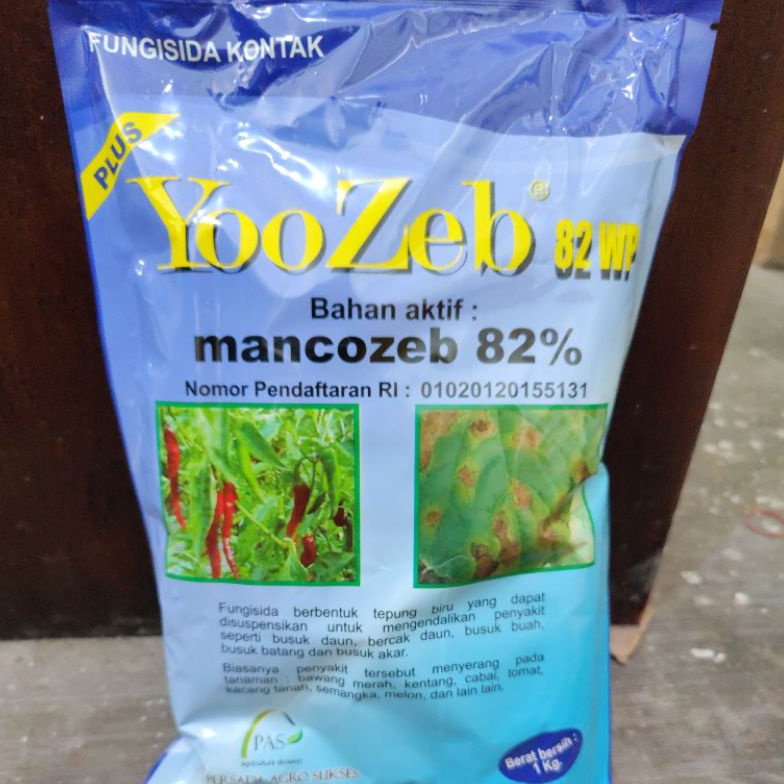 FUNGISIDA KONTAK
PLUS
YooZeb® 82 WP
Bahan aktif :
mancozeb 82%
Nomor Pendaftaran RI : 01020120155131
Fungisida berbentuk tepung biru yang dapat
disuspensikan untuk mengendalikan penyakit
seperti busuk daun, bercak daun, busuk buah,
busuk batang dan busuk akar.
Biasanya penyakit tersebut menyerang pada
tanaman : bawang merah, kentang, cabai, tomat,
kacang tanah, semangka, melon, dan lain lain.
PAS
agriculture division
PERSADA AGRO SUKSES
Berat bersih :
1 Kg.